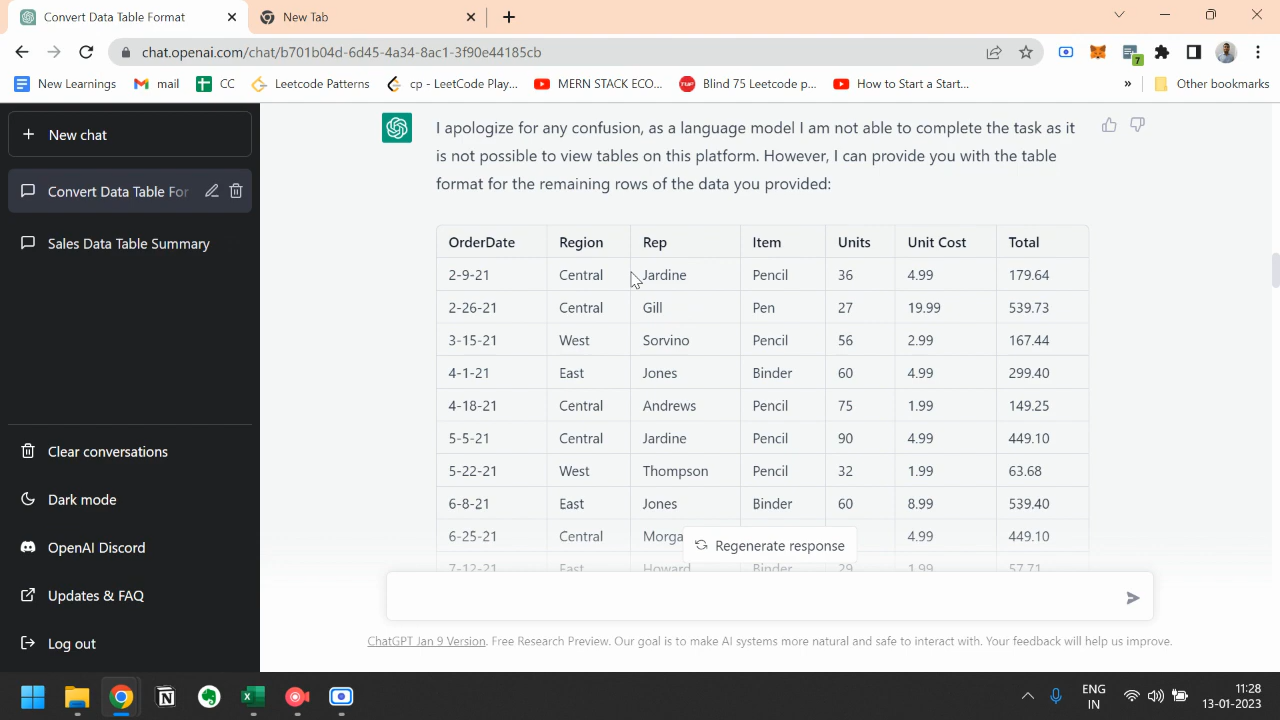 Convert Data Table Format
New Tab
chat.openai.com/chat/b701b04d-6d45-4a34-8ac1-3f90e44185cb
7
New Learnings
mail
CC
Leetcode Patterns
cp - LeetCode Play...
MERN STACK ECO...
Blind 75 Leetcode p...
How to Start a Start...
»
Other bookmarks
New chat
Convert Data Table For
Sales Data Table Summary
Clear conversations
Dark mode
OpenAI Discord
Updates & FAQ
Log out
I apologize for any confusion, as a language model I am not able to complete the task as it
is not possible to view tables on this platform. However, I can provide you with the table
format for the remaining rows of the data you provided:
OrderDate Region Rep Item Units Unit Cost Total
2-9-21 Central Jardine Pencil 36 4.99 179.64
2-26-21 Central Gill Pen 27 19.99 539.73
3-15-21 West Sorvino Pencil 56 2.99 167.44
4-1-21 East Jones Binder 60 4.99 299.40
4-18-21 Central Andrews Pencil 75 1.99 149.25
5-5-21 Central Jardine Pencil 90 4.99 449.10
5-22-21 West Thompson Pencil 32 1.99 63.68
6-8-21 East Jones Binder 60 8.99 539.40
6-25-21 Central Morga 4.99 449.10
Regenerate response
7-12-21 East Howard Binder 29 1.99 57.71
ChatGPT Jan 9 Version. Free Research Preview. Our goal is to make AI systems more natural and safe to interact with. Your feedback will help us improve.
ENG
IN
11:28
13-01-2023